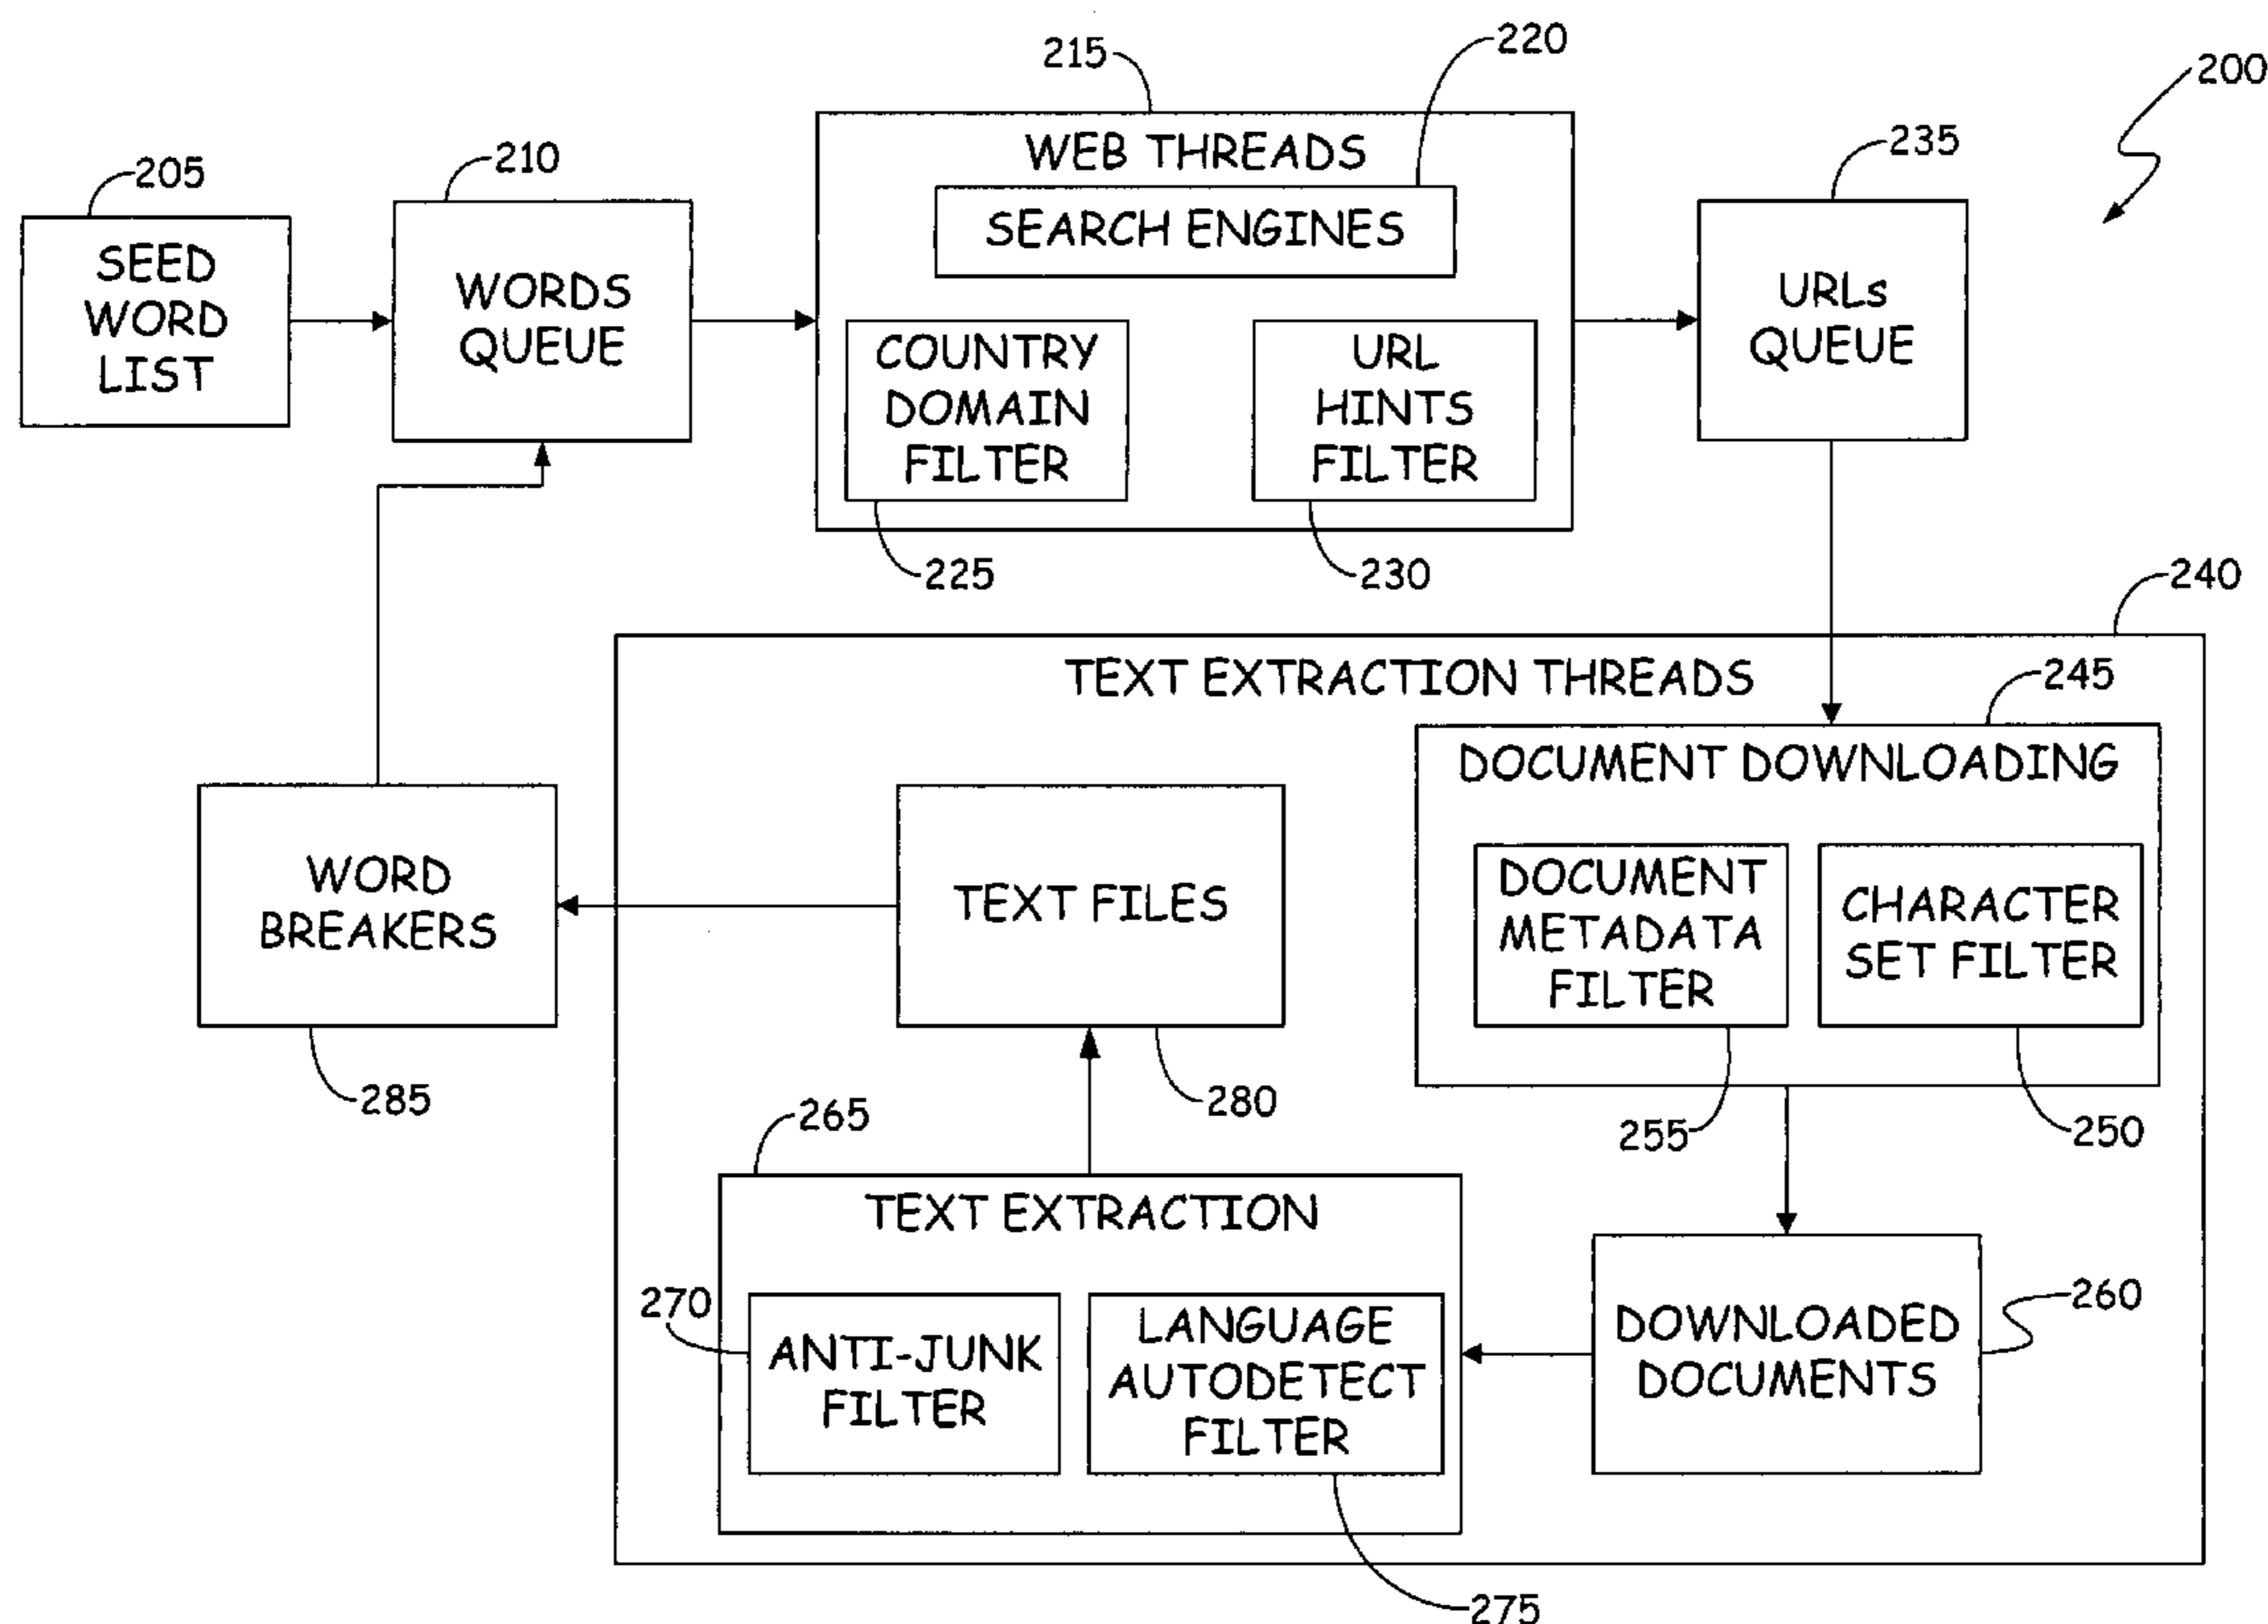 215
220
200
205
210
235
WEB THREADS
SEARCH ENGINES
SEED
WORD
LIST
WORDS
QUEUE
COUNTRY
DOMAIN
FILTER
URL
HINTS
FILTER
URLs
QUEUE
225
230
240
TEXT EXTRACTION THREADS
245
DOCUMENT DOWNLOADING
WORD
BREAKERS
TEXT FILES
DOCUMENT
METADATA
FILTER
CHARACTER
SET FILTER
285
280
255
250
265
TEXT EXTRACTION
270
ANTI-JUNK
FILTER
LANGUAGE
AUTODETECT
FILTER
DOWNLOADED
DOCUMENTS
260
275